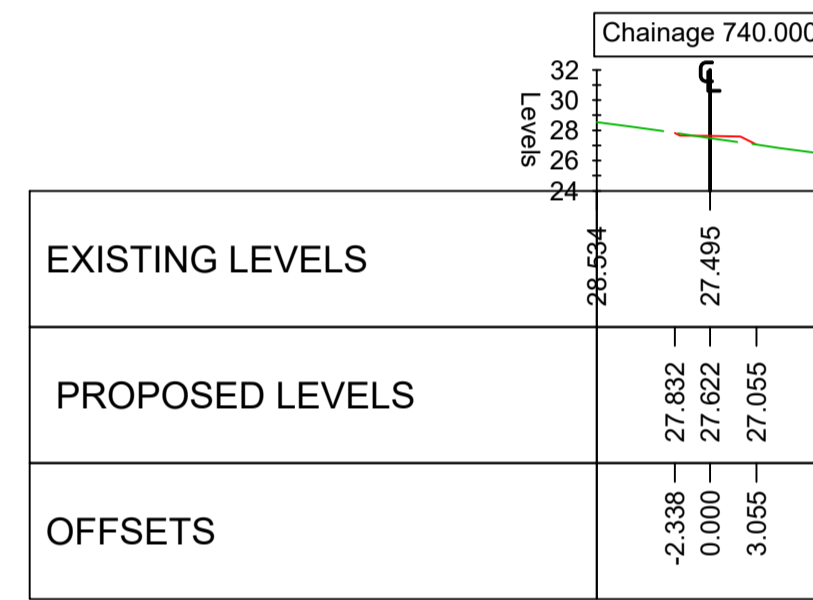 Chainage 740.000
℄
32
30
28
26
24
Levels
EXISTING LEVELS
28.534
27.495
PROPOSED LEVELS
27.832
27.622
27.055
OFFSETS
-2.338
0.000
3.055